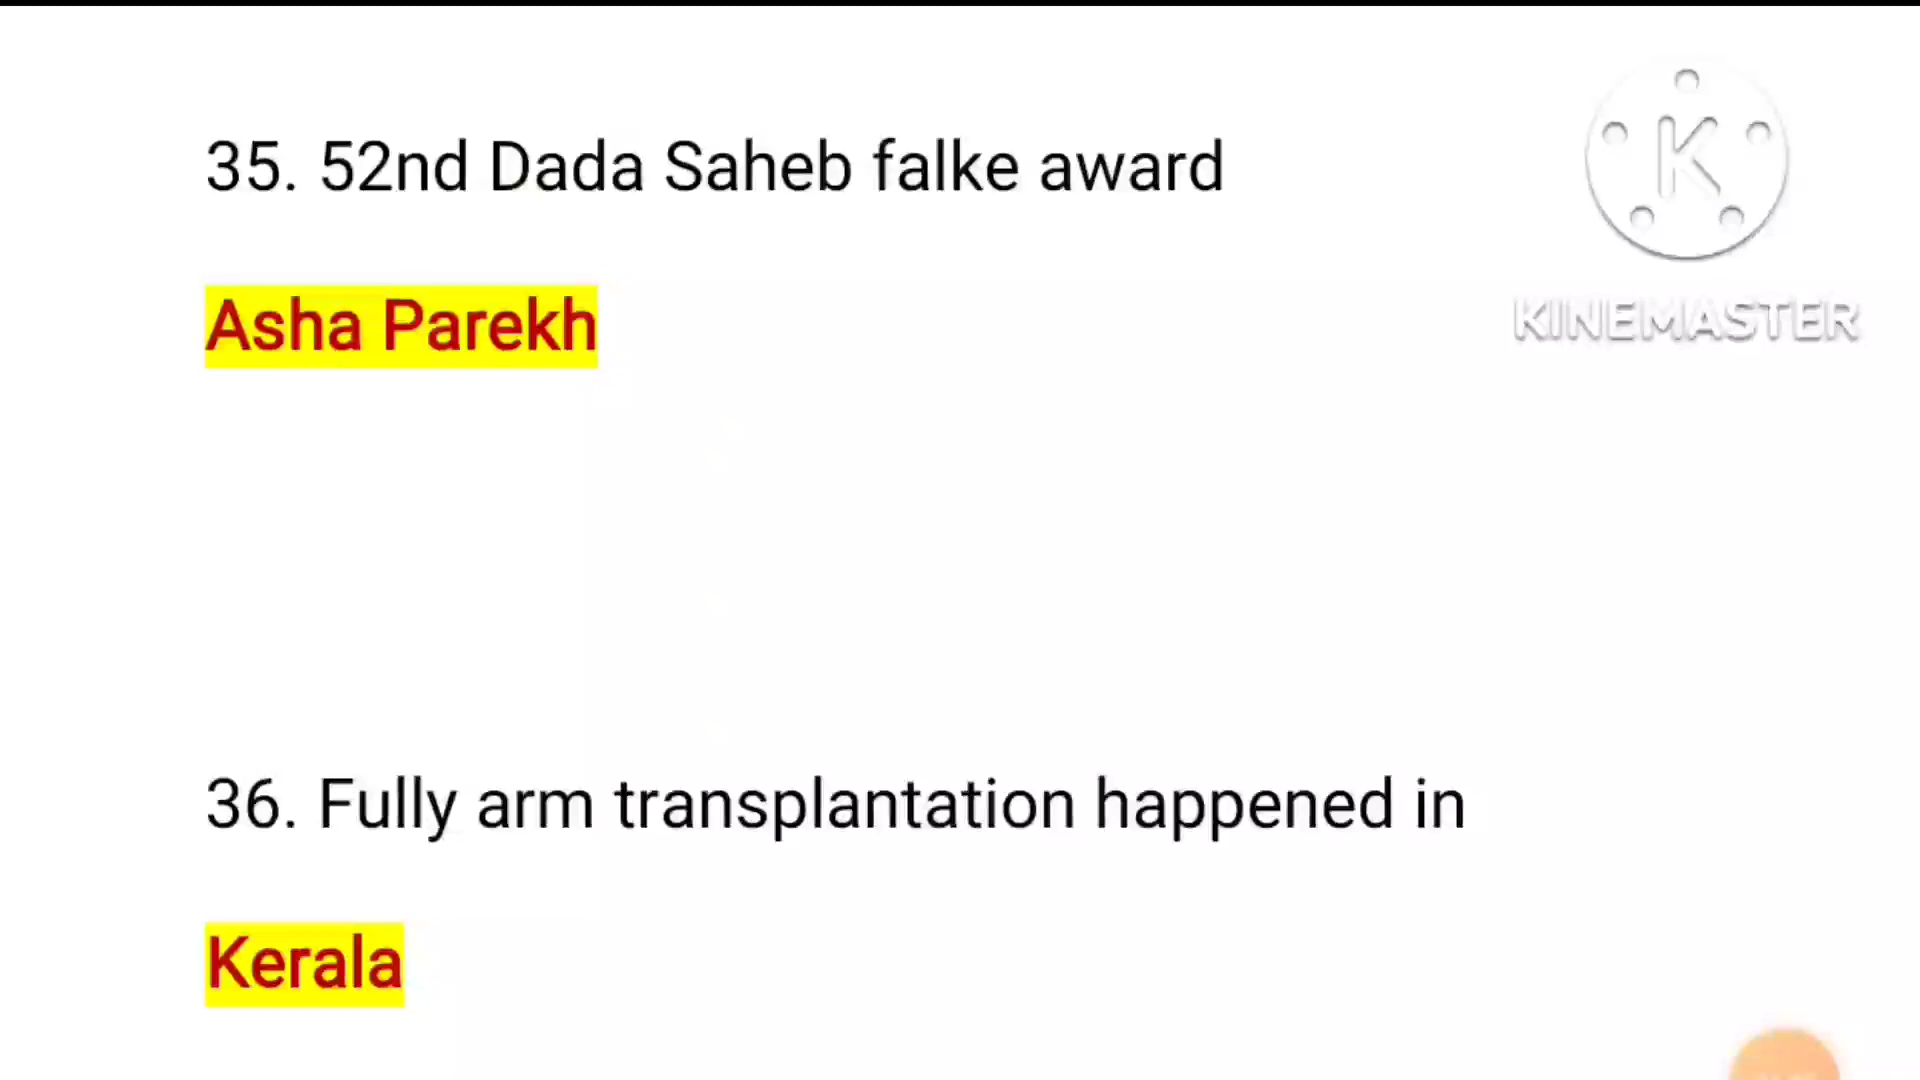 35. 52nd Dada Saheb falke award
K
KINEMASTER
Asha Parekh
36. Fully arm transplantation happened in
Kerala